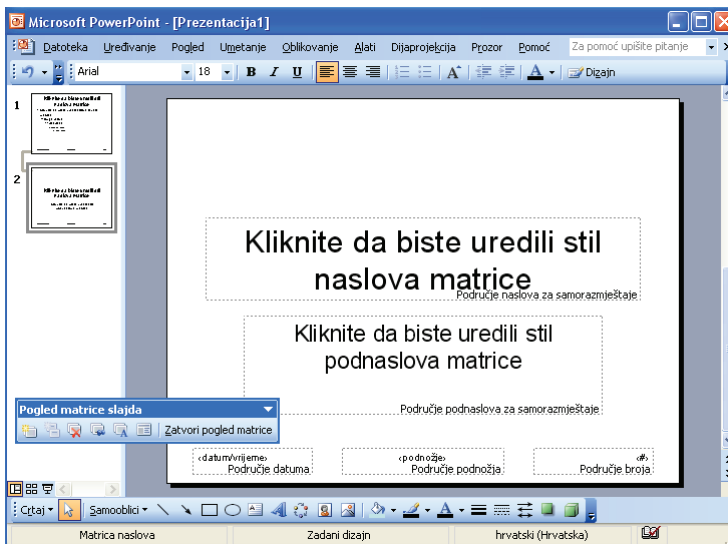 Microsoft PowerPoint - [Prezentacija1]
Datoteka Uređivanje Pogled Umetanje Oblikovanje Alati Dijaprojekcija Prozor Pomoć Za pomoć upišite pitanje
Arial 18 B I U A A Dizajn
1
2
Kliknite da biste uredili stil
naslova matrice
Područje naslova za samorazmještaje
Kliknite da biste uredili stil
podnaslova matrice
Područje podnaslova za samorazmještaje
Pogled matrice slajda
Zatvori pogled matrice
<datum/vrijeme>
Područje datuma
<podnožje>
Područje podnožja
<#>
Područje broja
Crtaj Samooblici A A
Matrica naslova Zadani dizajn hrvatski (Hrvatska)